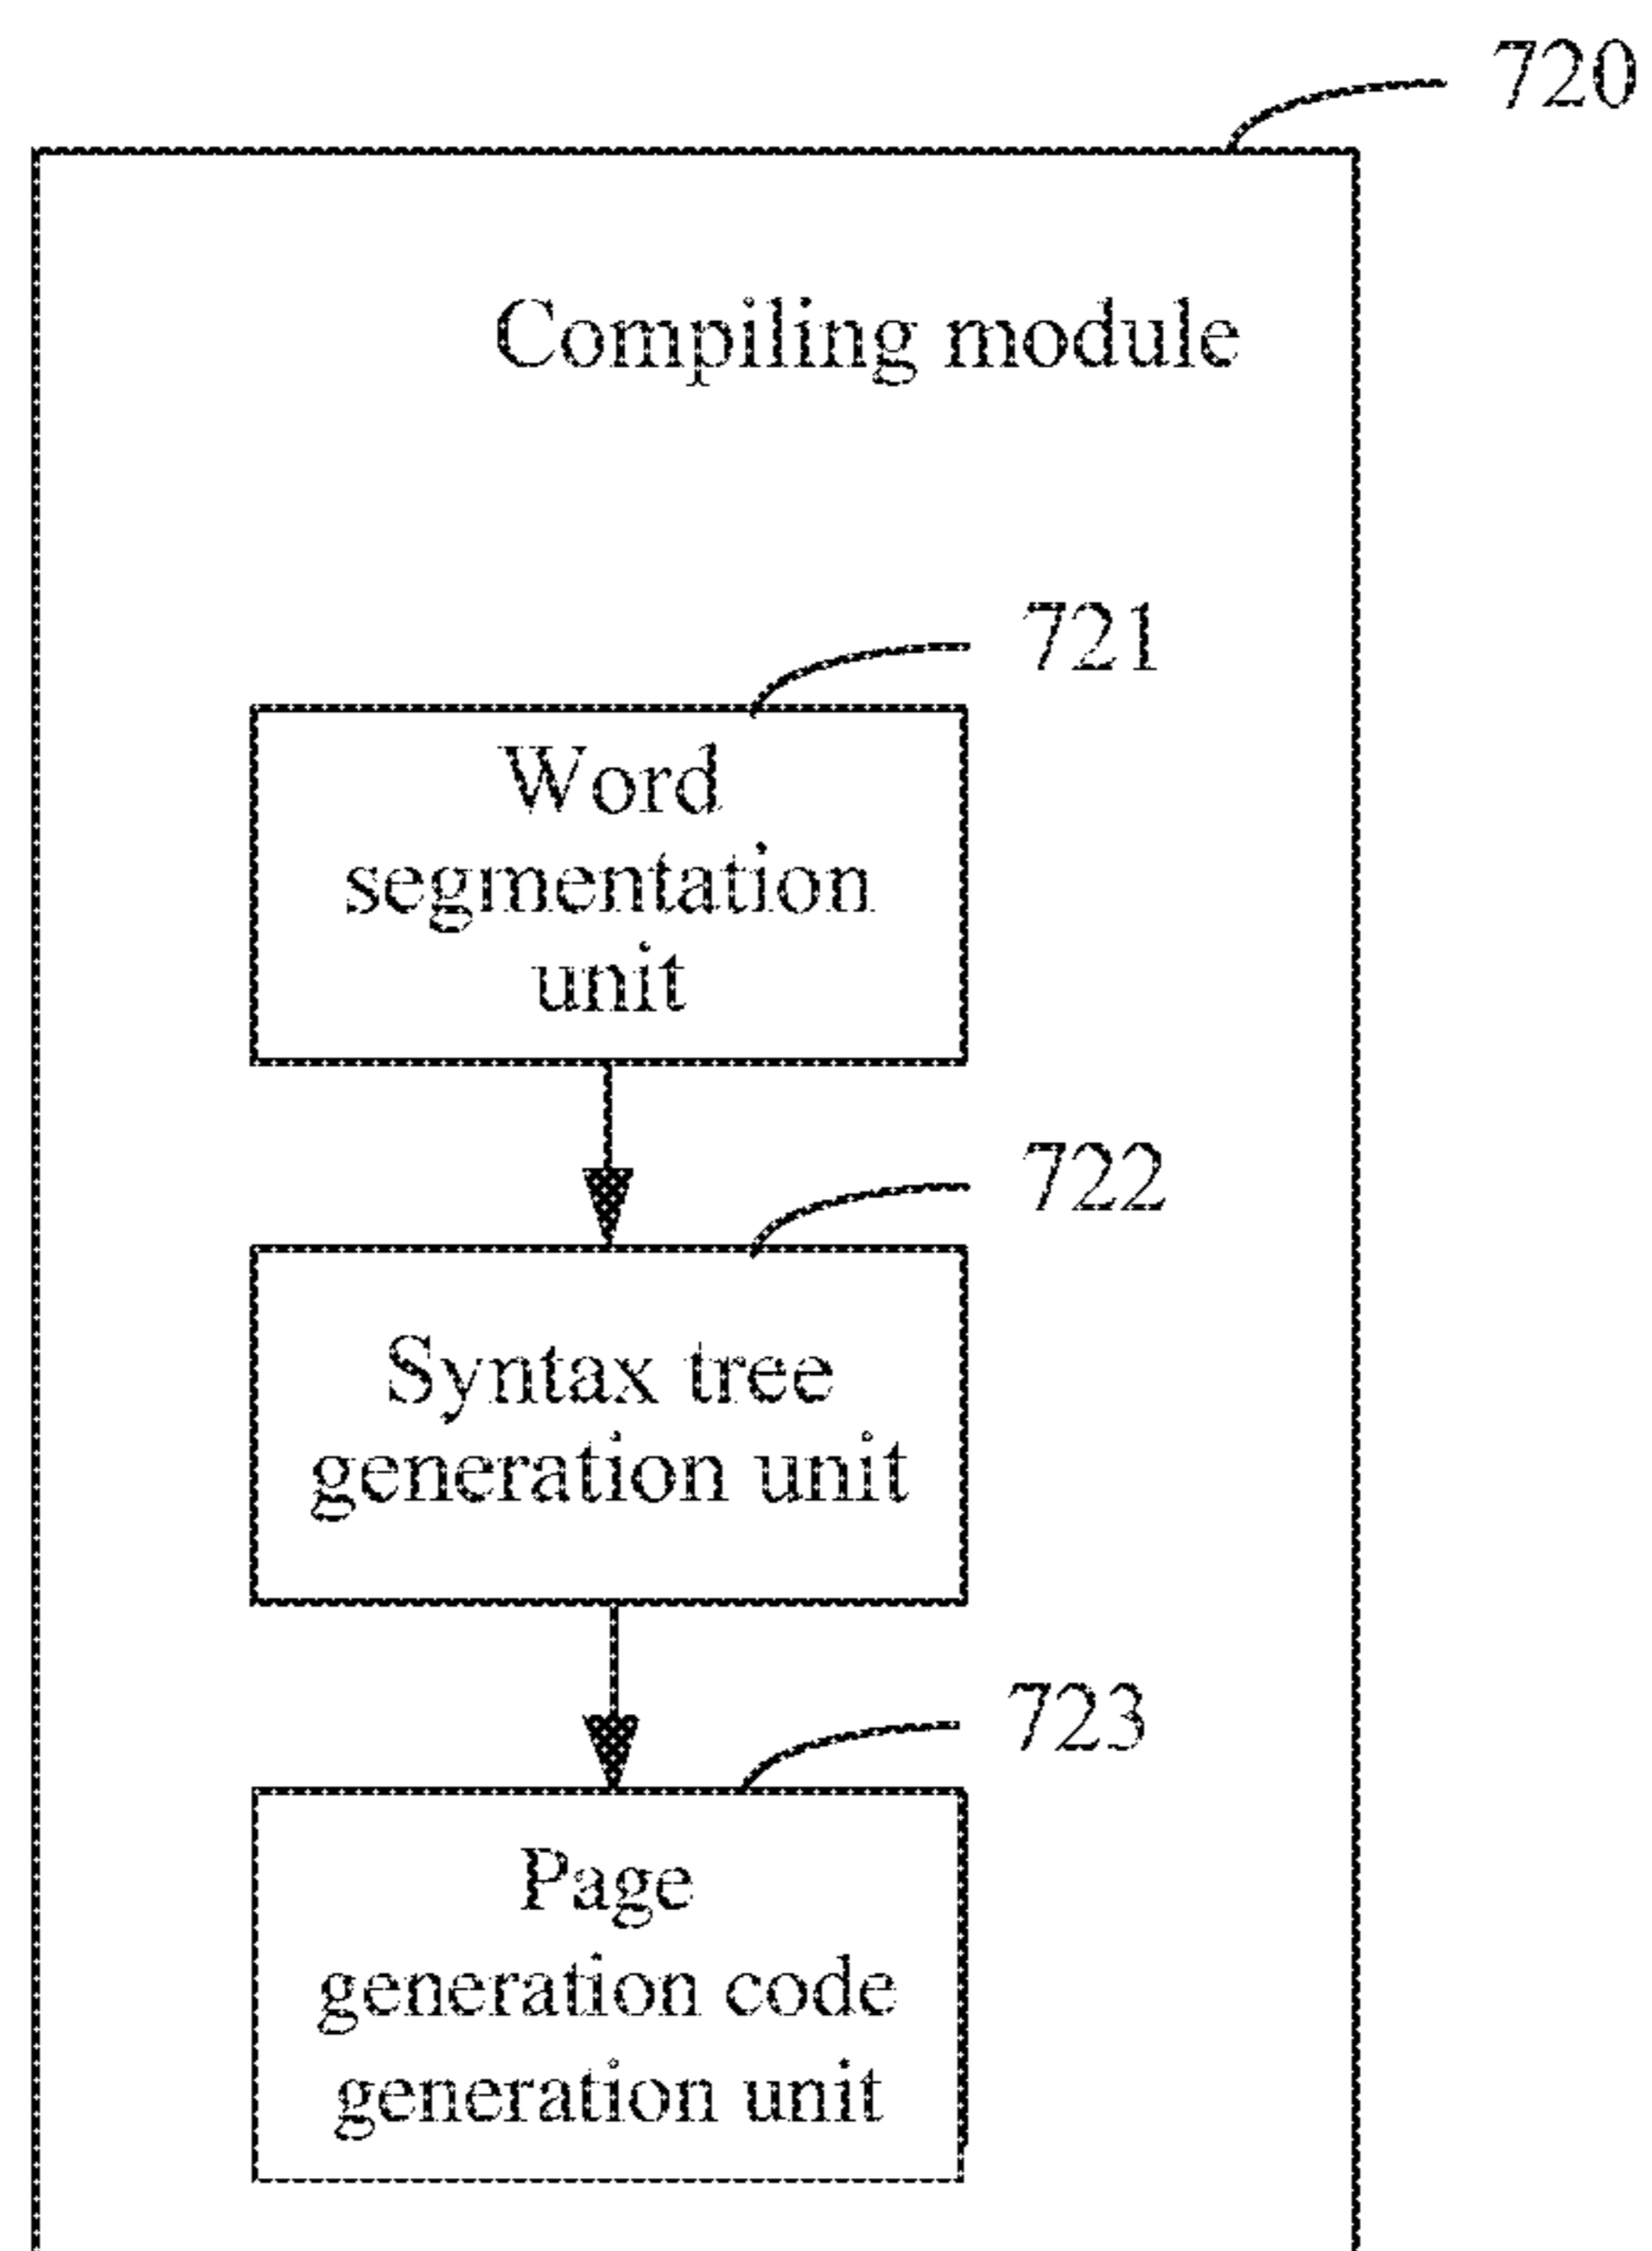 720
Compiling module
721
Word
segmentation
unit
722
Syntax tree
generation unit
723
Page
generation code
generation unit